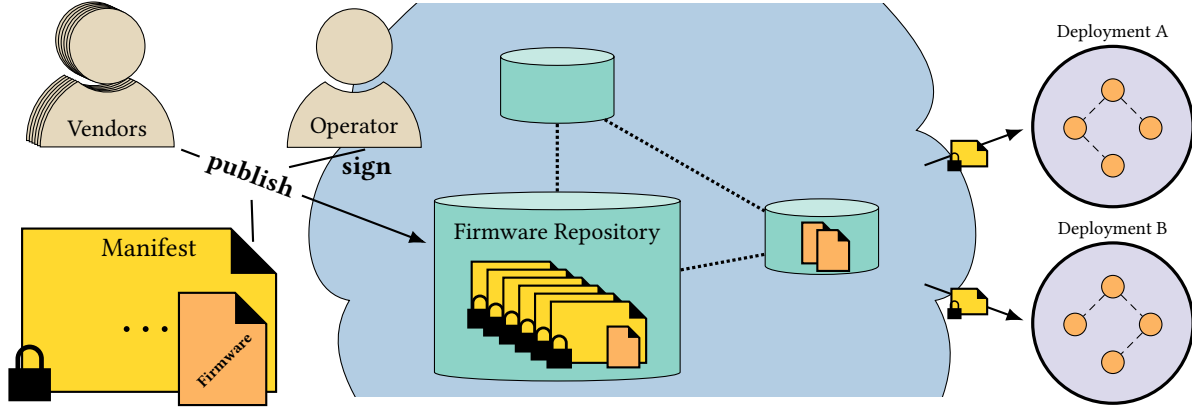 Vendors
Operator
publish
sign
Manifest
. . .
Firmware
Firmware Repository
Deployment A
Deployment B